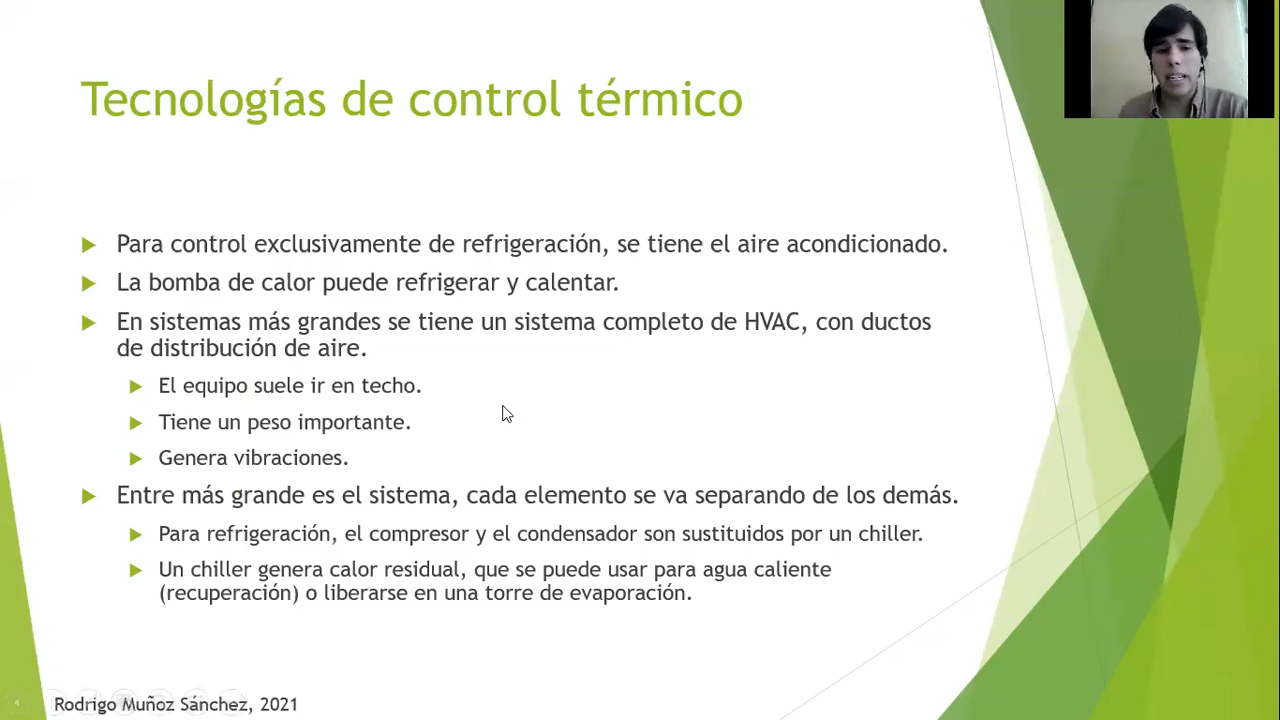 Tecnologías de control térmico
Para control exclusivamente de refrigeración, se tiene el aire acondicionado.
La bomba de calor puede refrigerar y calentar.
En sistemas más grandes se tiene un sistema completo de HVAC, con ductos
de distribución de aire.
El equipo suele ir en techo.
Tiene un peso importante.
Genera vibraciones.
Entre más grande es el sistema, cada elemento se va separando de los demás.
Para refrigeración, el compresor y el condensador son sustituidos por un chiller.
Un chiller genera calor residual, que se puede usar para agua caliente
(recuperación) o liberarse en una torre de evaporación.
Rodrigo Muñoz Sánchez, 2021